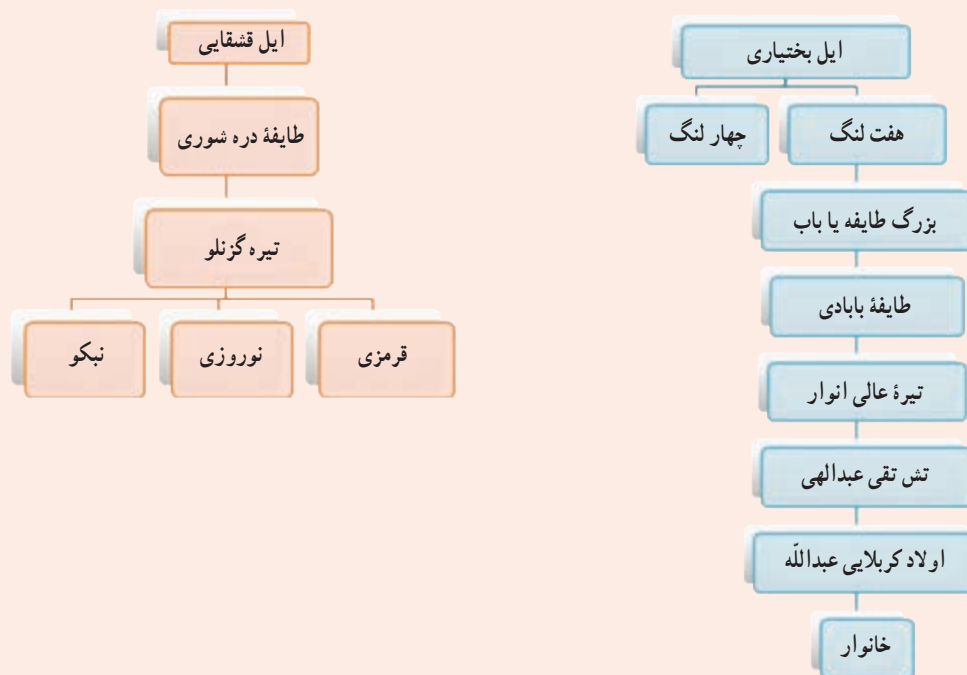 ایل بختیاری
هفت لنگ
چهار لنگ
بزرگ طایفه یا باب
طایفهٔ بابادی
تیرهٔ عالی انوار
تش تقی عبدالهی
اولاد کربلایی عبداللّه
خانوار
ایل قشقایی
طایفهٔ دره شوری
تیره گزنلو
قرمزی
نوروزی
نبکو